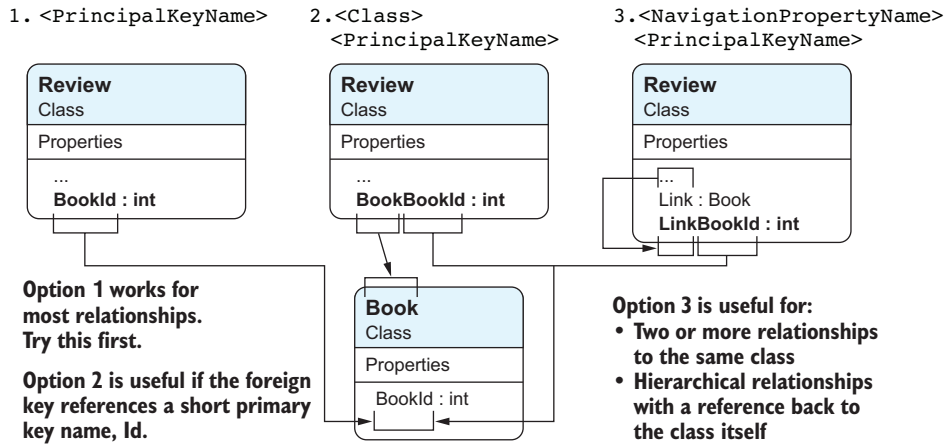 1. <PrincipalKeyName>
2.<Class>
<PrincipalKeyName>
3.<NavigationPropertyName>
<PrincipalKeyName>
Review
Class
Properties
...
BookId : int
Review
Class
Properties
...
BookBookId : int
Review
Class
Properties
...
Link : Book
LinkBookId : int
Option 1 works for
most relationships.
Try this first.
Option 2 is useful if the foreign
key references a short primary
key name, Id.
Book
Class
Properties
BookId : int
Option 3 is useful for:
• Two or more relationships
to the same class
• Hierarchical relationships
with a reference back to
the class itself